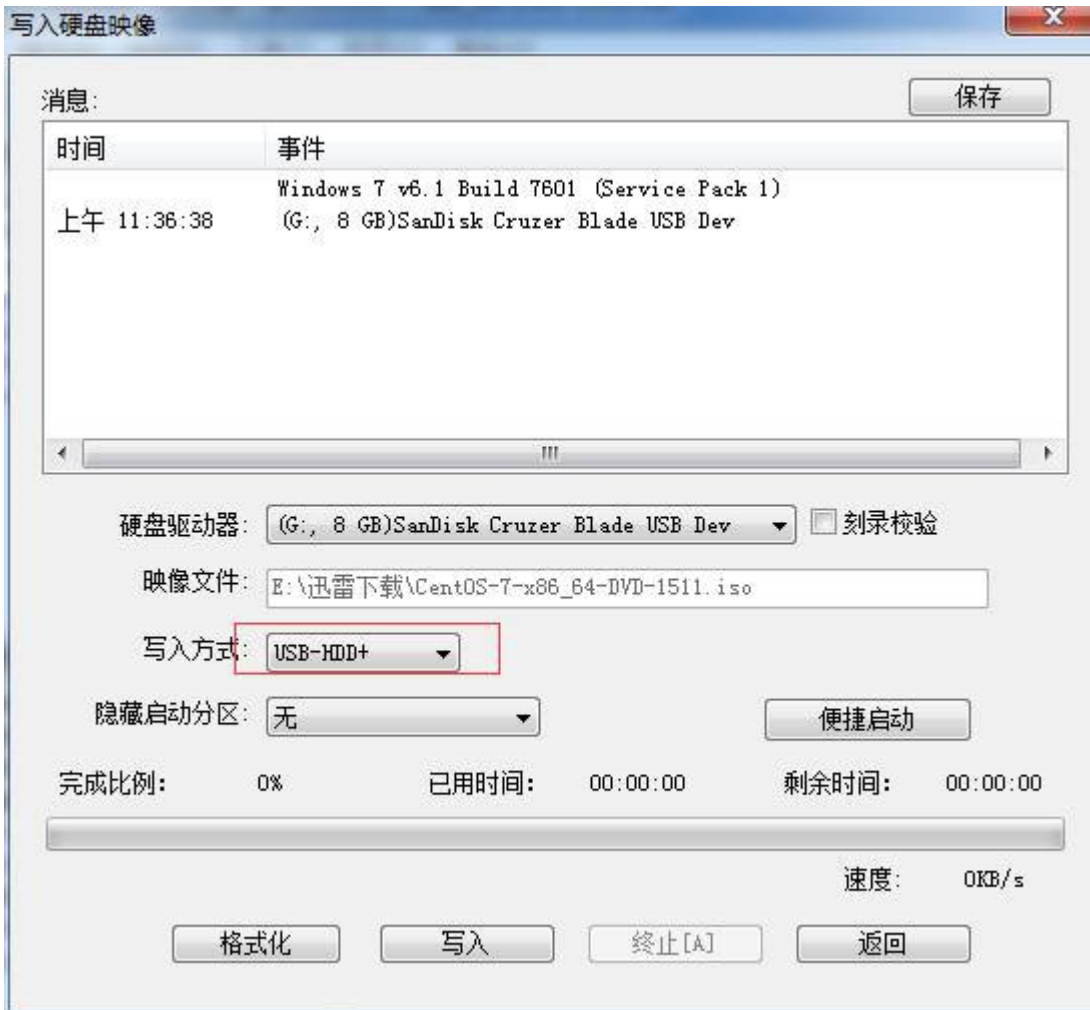 写入硬盘映像
消息:
保存
时间 事件
Windows 7 v6.1 Build 7601 (Service Pack 1)
上午 11:36:38 (G:, 8 GB)SanDisk Cruzer Blade USB Dev
硬盘驱动器: (G:, 8 GB)SanDisk Cruzer Blade USB Dev 刻录校验
映像文件: E:\迅雷下载\CentOS-7-x86_64-DVD-1511.iso
写入方式: USB-HDD+
隐藏启动分区: 无 便捷启动
完成比例: 0% 已用时间: 00:00:00 剩余时间: 00:00:00
速度: 0KB/s
格式化 写入 终止[A] 返回